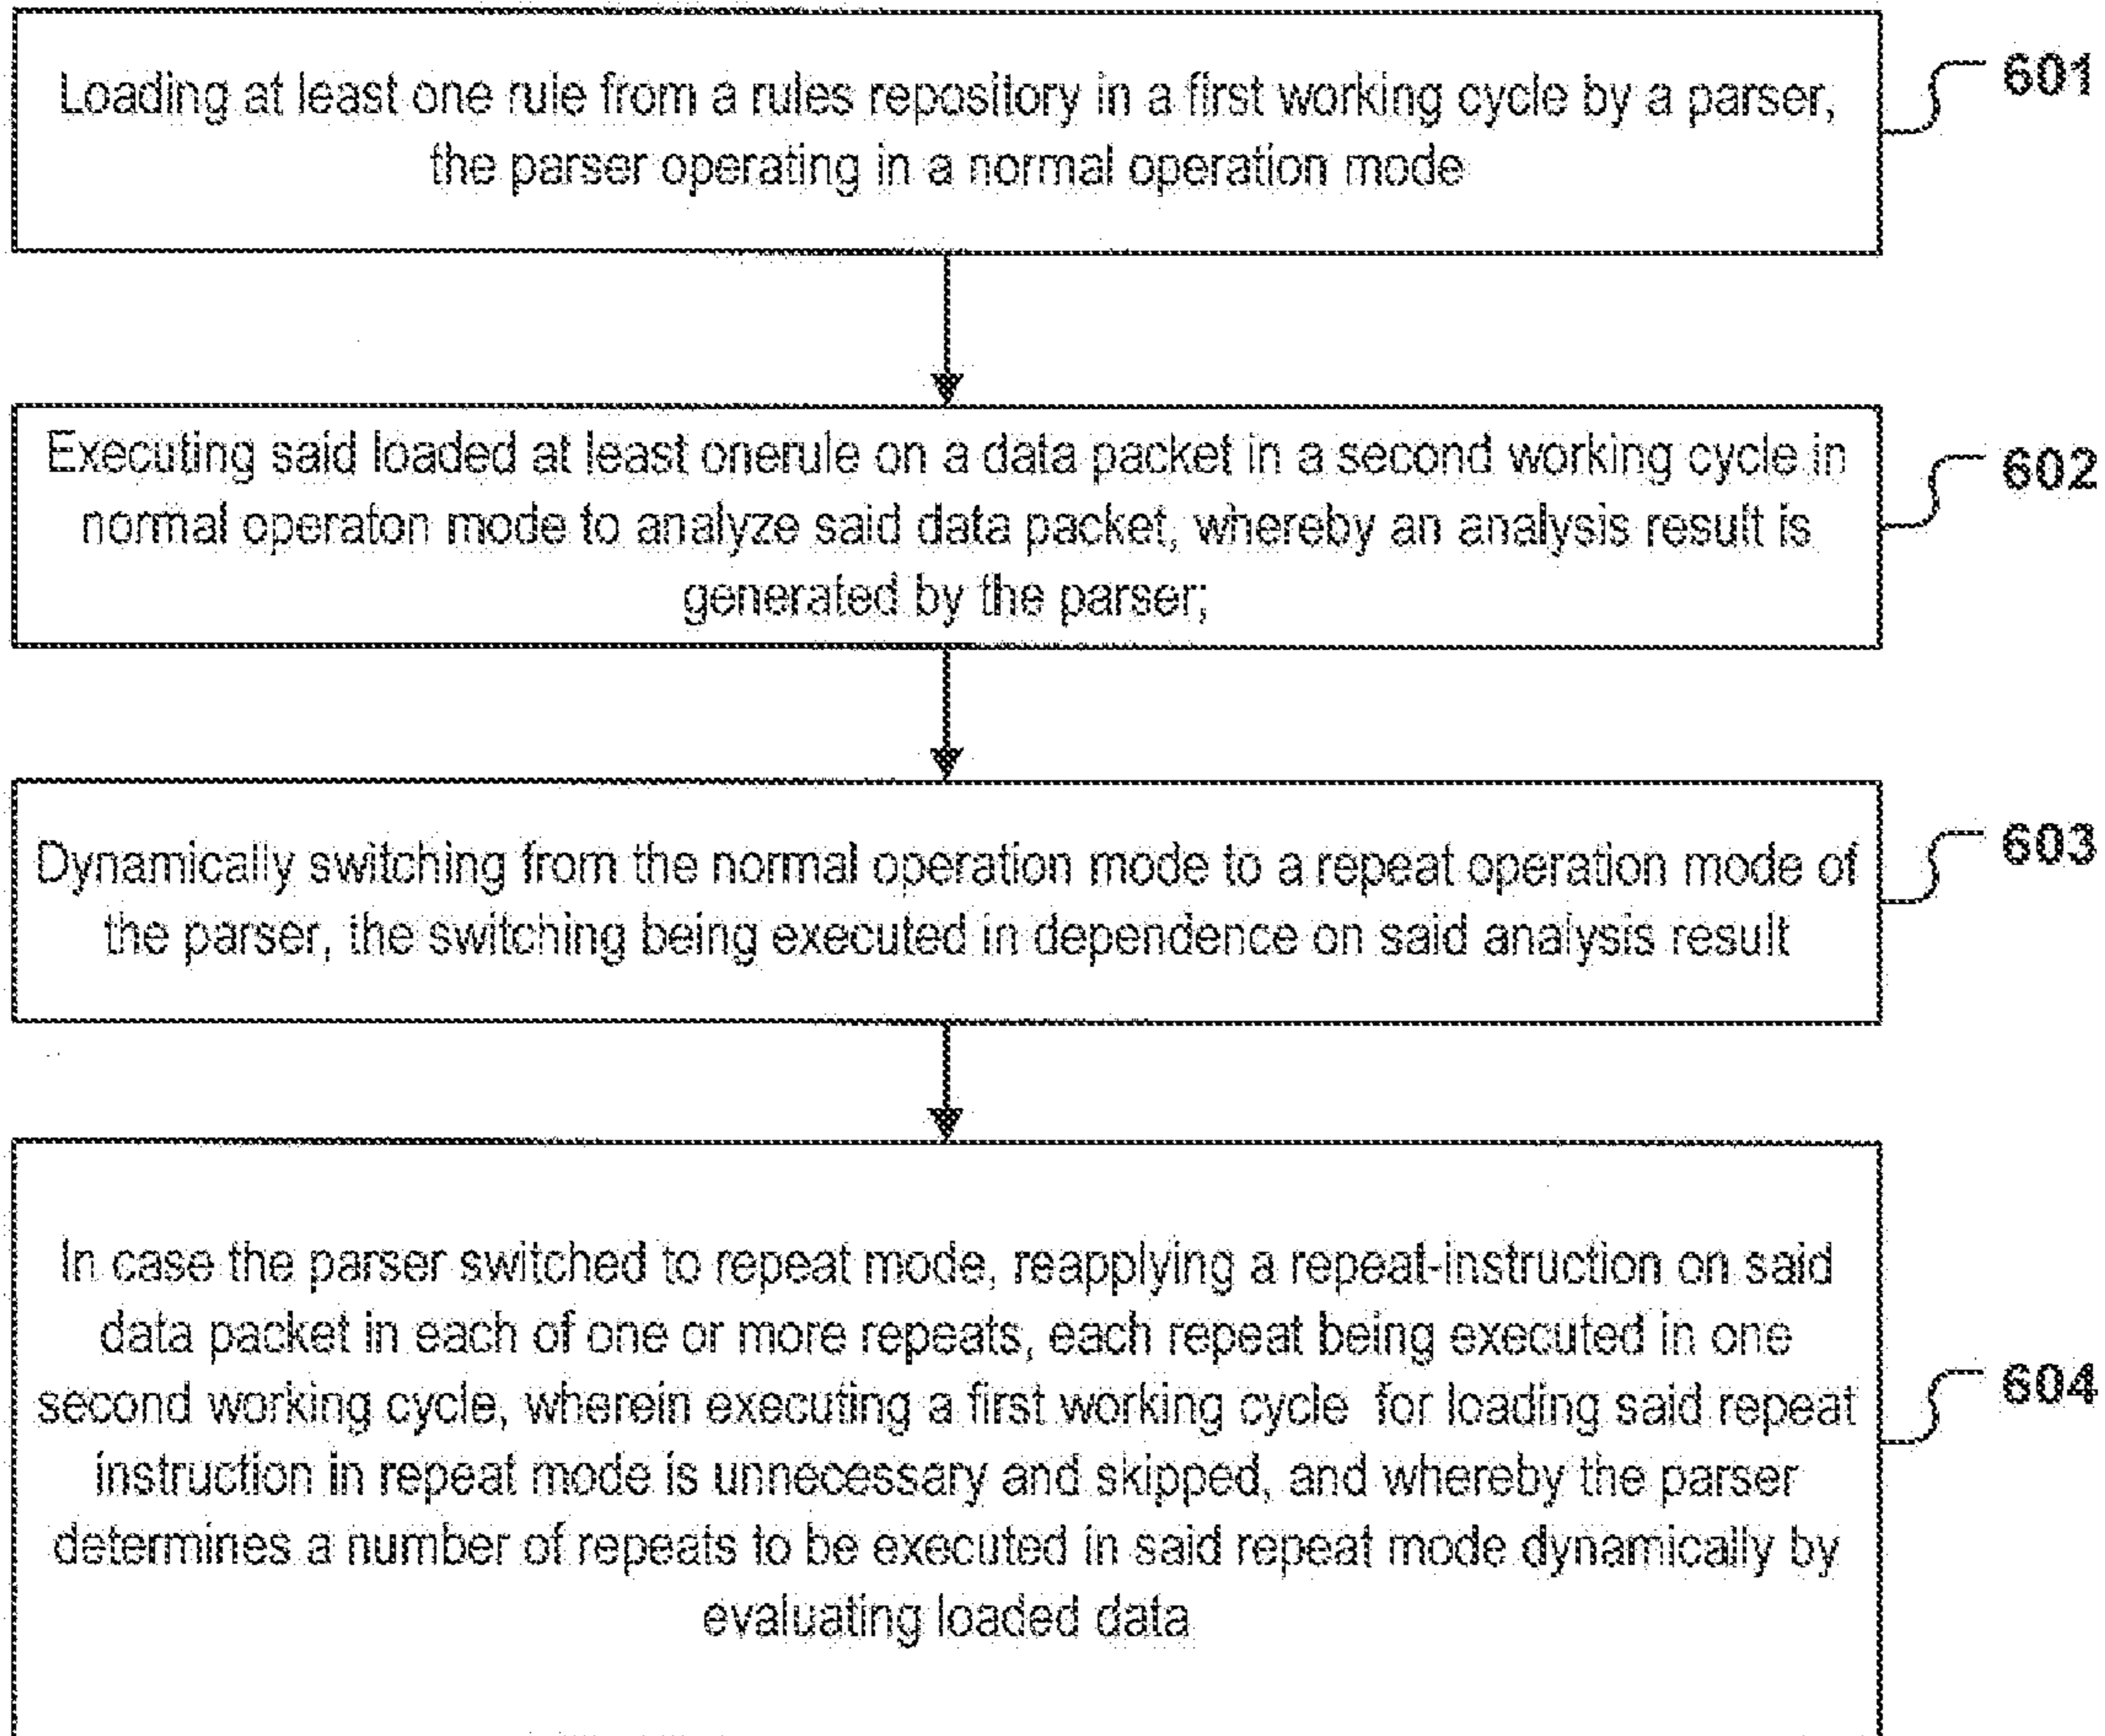 Loading at least one rule from a rules repository in a first working cycle by a parser,
the parser operating in a normal operation mode
601
Executing said loaded at least onerule on a data packet in a second working cycle in
normal operaton mode to analyze said data packet, whereby an analysis result is
generated by the parser;
602
Dynamically switching from the normal operation mode to a repeat operation mode of
the parser, the switching being executed in dependence on said analysis result
603
In case the parser switched to repeat mode, reapplying a repeat-instruction on said
data packet in each of one or more repeats, each repeat being executed in one
second working cycle, wherein executing a first working cycle for loading said repeat
instruction in repeat mode is unnecessary and skipped, and whereby the parser
determines a number of repeats to be executed in said repeat mode dynamically by
evaluating loaded data
604